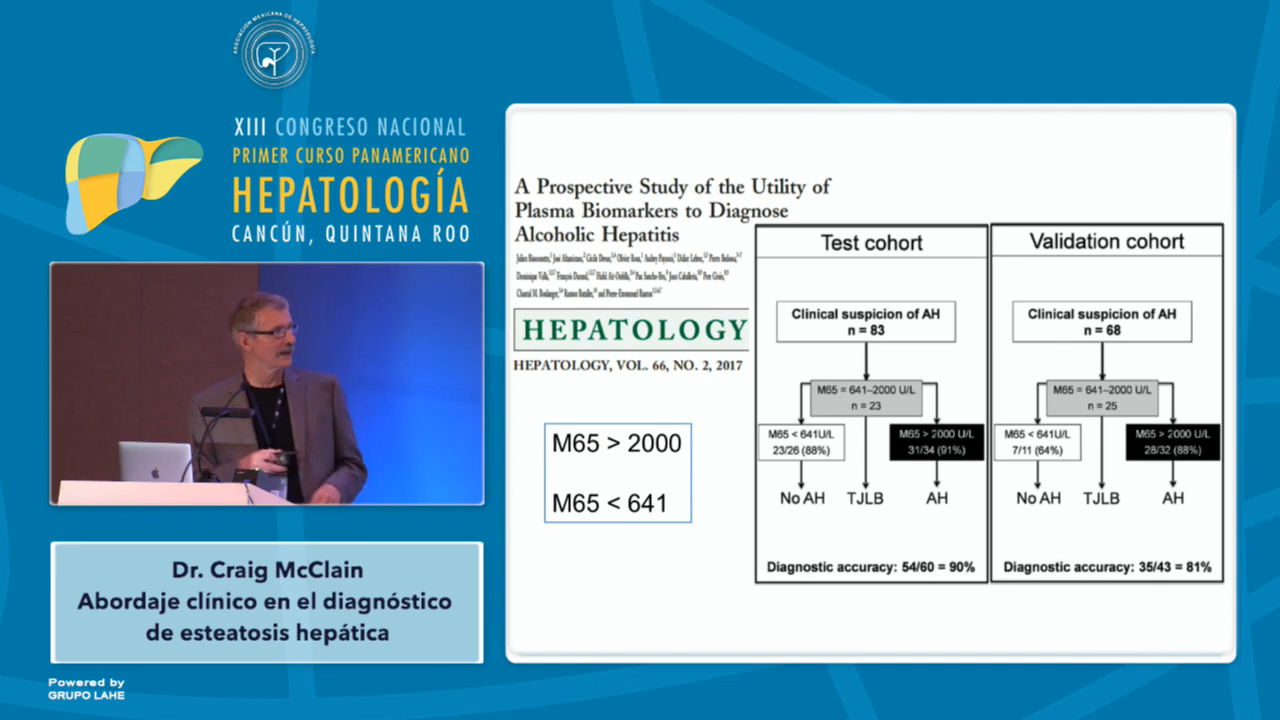 ASOCIACIÓN MEXICANA DE HEPATOLOGÍA
XIII CONGRESO NACIONAL
PRIMER CURSO PANAMERICANO
HEPATOLOGÍA
CANCÚN, QUINTANA ROO
Dr. Craig McClain
Abordaje clínico en el diagnóstico
de esteatosis hepática
Powered by
GRUPO LAHE
A Prospective Study of the Utility of
Plasma Biomarkers to Diagnose
Alcoholic Hepatitis
HEPATOLOGY
HEPATOLOGY, VOL. 66, NO. 2, 2017
M65 > 2000
M65 < 641
Test cohort
Clinical suspicion of AH
n = 83
M65 = 641–2000 U/L
n = 23
M65 < 641U/L
23/26 (88%)
M65 > 2000 U/L
31/34 (91%)
No AH TJLB AH
Diagnostic accuracy: 54/60 = 90%
Validation cohort
Clinical suspicion of AH
n = 68
M65 = 641–2000 U/L
n = 25
M65 < 641U/L
7/11 (64%)
M65 > 2000 U/L
28/32 (88%)
No AH TJLB AH
Diagnostic accuracy: 35/43 = 81%